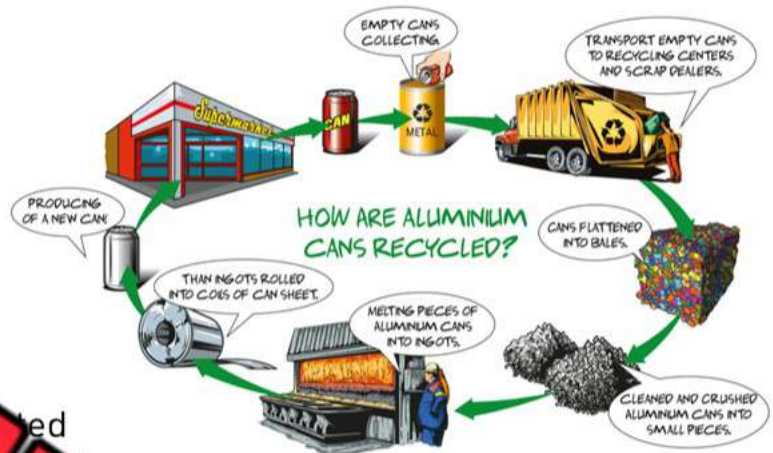 EMPTY CANS
COLLECTING
TRANSPORT EMPTY CANS
TO RECYCLING CENTERS
AND SCRAP DEALERS.
Supermarket
CAN
METAL
PRODUCING
OF A NEW CAN.
HOW ARE ALUMINIUM
CANS RECYCLED?
CANS FLATTENED
INTO BALES.
THAN INGOTS ROLLED
INTO COILS OF CAN SHEET.
MELTING PIECES OF
ALUMINUM CANS
INTO INGOTS.
CLEANED AND CRUSHED
ALUMINUM CANS INTO
SMALL PIECES.